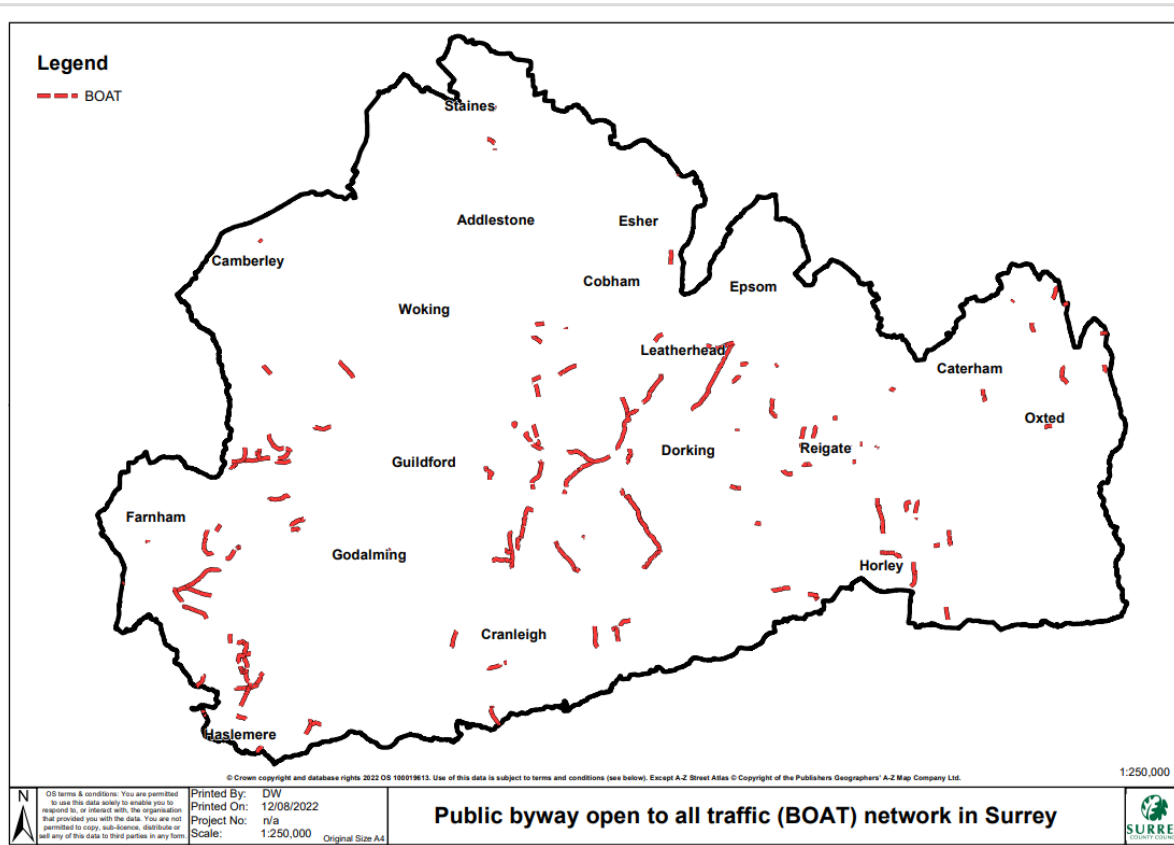 Legend
BOAT
Staines
Addlestone
Esher
Camberley
Cobham
Epsom
Woking
Leatherhead
Caterham
Oxted
Guildford
Dorking
Reigate
Farnham
Godalming
Horley
Cranleigh
Haslemere
© Crown copyright and database rights 2022 OS 100019613. Use of this data is subject to terms and conditions (see below). Except A-Z Street Atlas © Copyright of the Publishers Geographers' A-Z Map Company Ltd.
1:250,000
N
OS terms & conditions: You are permitted
to use this data solely to enable you to
respond to, or interact with, the organisation
that provided you with the data. You are not
permitted to copy, sub-licence, distribute or
sell any of this data to third parties in any form.
Printed By: DW
Printed On: 12/08/2022
Project No: n/a
Scale: 1:250,000
Original Size A4
Public byway open to all traffic (BOAT) network in Surrey
SURRE
COUNTY COUNC